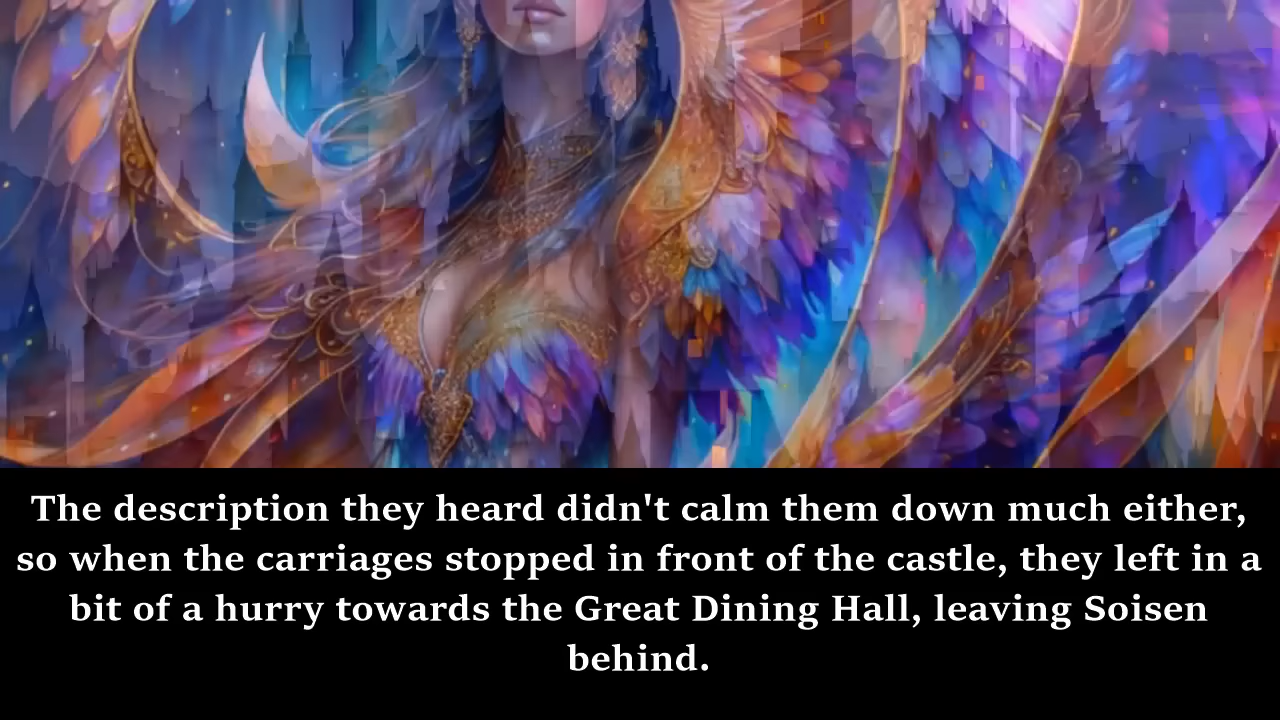 The description they heard didn't calm them down much either,
so when the carriages stopped in front of the castle, they left in a
bit of a hurry towards the Great Dining Hall, leaving Soisen
behind.